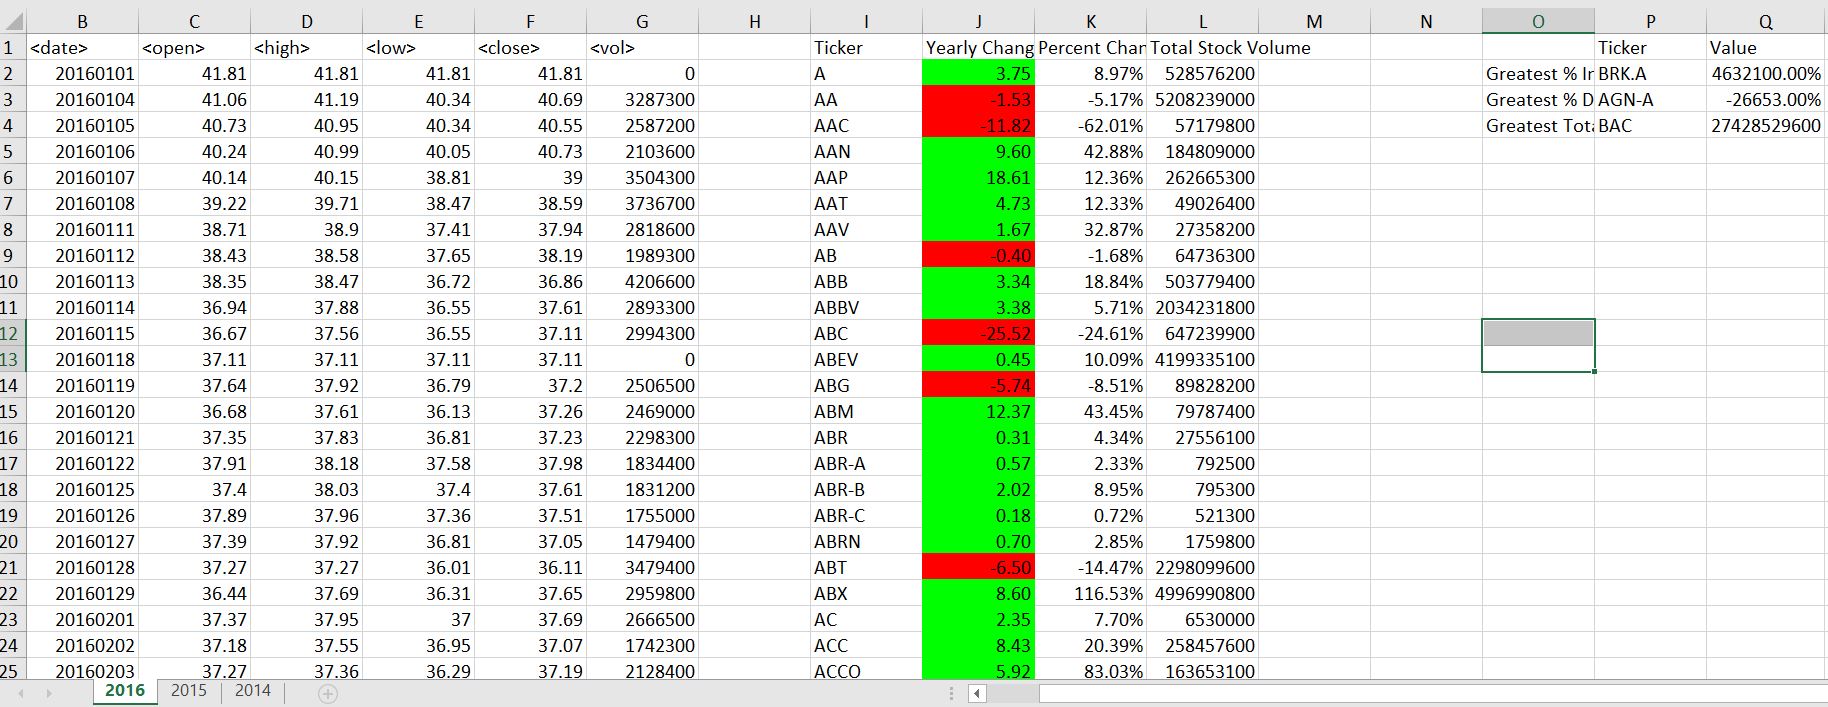 B C D E F G H I J K L M N O P Q
1 <date> <open> <high> <low> <close> <vol> Ticker Yearly Chang Percent Char Total Stock Volume Ticker Value
2 20160101 41.81 41.81 41.81 41.81 0 A 3.75 8.97% 528576200 Greatest % Ir BRK.A 4632100.00%
3 20160104 41.06 41.19 40.34 40.69 3287300 AA -1.53 -5.17% 5208239000 Greatest % D AGN-A -26653.00%
4 20160105 40.73 40.95 40.34 40.55 2587200 AAC -11.82 -62.01% 57179800 Greatest Tota BAC 27428529600
5 20160106 40.24 40.99 40.05 40.73 2103600 AAN 9.60 42.88% 184809000
6 20160107 40.14 40.15 38.81 39 3504300 AAP 18.61 12.36% 262665300
7 20160108 39.22 39.71 38.47 38.59 3736700 AAT 4.73 12.33% 49026400
8 20160111 38.71 38.9 37.41 37.94 2818600 AAV 1.67 32.87% 27358200
9 20160112 38.43 38.58 37.65 38.19 1989300 AB -0.40 -1.68% 64736300
10 20160113 38.35 38.47 36.72 36.86 4206600 ABB 3.34 18.84% 503779400
11 20160114 36.94 37.88 36.55 37.61 2893300 ABBV 3.38 5.71% 2034231800
12 20160115 36.67 37.56 36.55 37.11 2994300 ABC -25.52 -24.61% 647239900
13 20160118 37.11 37.11 37.11 37.11 0 ABEV 0.45 10.09% 4199335100
14 20160119 37.64 37.92 36.79 37.2 2506500 ABG -5.74 -8.51% 89828200
15 20160120 36.68 37.61 36.13 37.26 2469000 ABM 12.37 43.45% 79787400
16 20160121 37.35 37.83 36.81 37.23 2298300 ABR 0.31 4.34% 27556100
17 20160122 37.91 38.18 37.58 37.98 1834400 ABR-A 0.57 2.33% 792500
18 20160125 37.4 38.03 37.4 37.61 1831200 ABR-B 2.02 8.95% 795300
19 20160126 37.89 37.96 37.36 37.51 1755000 ABR-C 0.18 0.72% 521300
20 20160127 37.39 37.92 36.81 37.05 1479400 ABRN 0.70 2.85% 1759800
21 20160128 37.27 37.27 36.01 36.11 3479400 ABT -6.50 -14.47% 2298099600
22 20160129 36.44 37.69 36.31 37.65 2959800 ABX 8.60 116.53% 4996990800
23 20160201 37.37 37.95 37 37.69 2666500 AC 2.35 7.70% 6530000
24 20160202 37.18 37.55 36.95 37.07 1742300 ACC 8.43 20.39% 258457600
25 20160203 37.27 37.36 36.29 37.19 2128400 ACCO 5.92 83.03% 163653100
2016 2015 2014